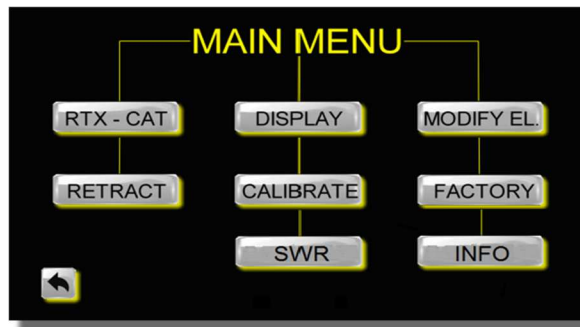 MAIN MENU
RTX - CAT
DISPLAY
MODIFY EL.
RETRACT
CALIBRATE
FACTORY
SWR
INFO